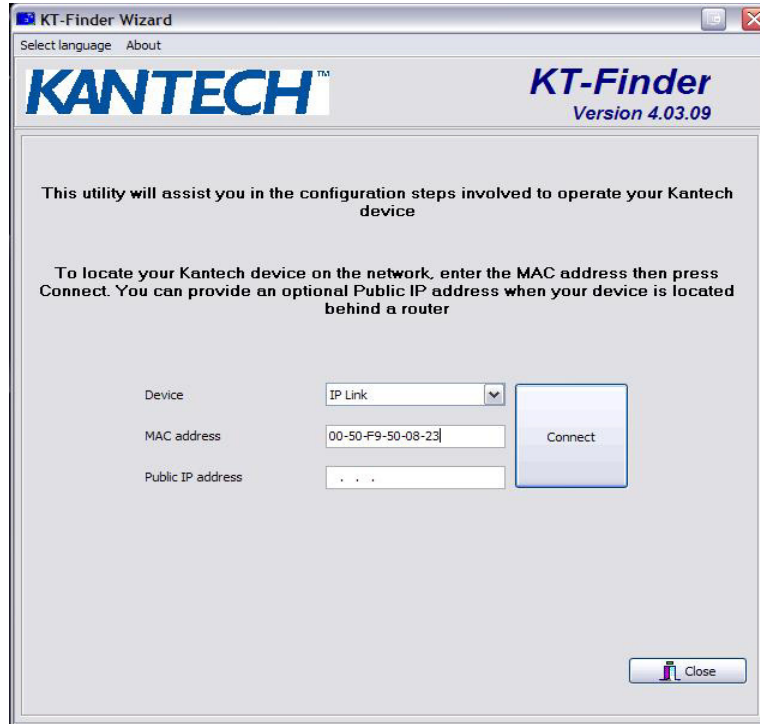 KT-Finder Wizard
Select language About
KANTECH™
KT-Finder
Version 4.03.09
This utility will assist you in the configuration steps involved to operate your Kantech
device
To locate your Kantech device on the network, enter the MAC address then press
Connect. You can provide an optional Public IP address when your device is located
behind a router
Device
IP Link
MAC address
00-50-F9-50-08-23
Connect
Public IP address
. . .
Close